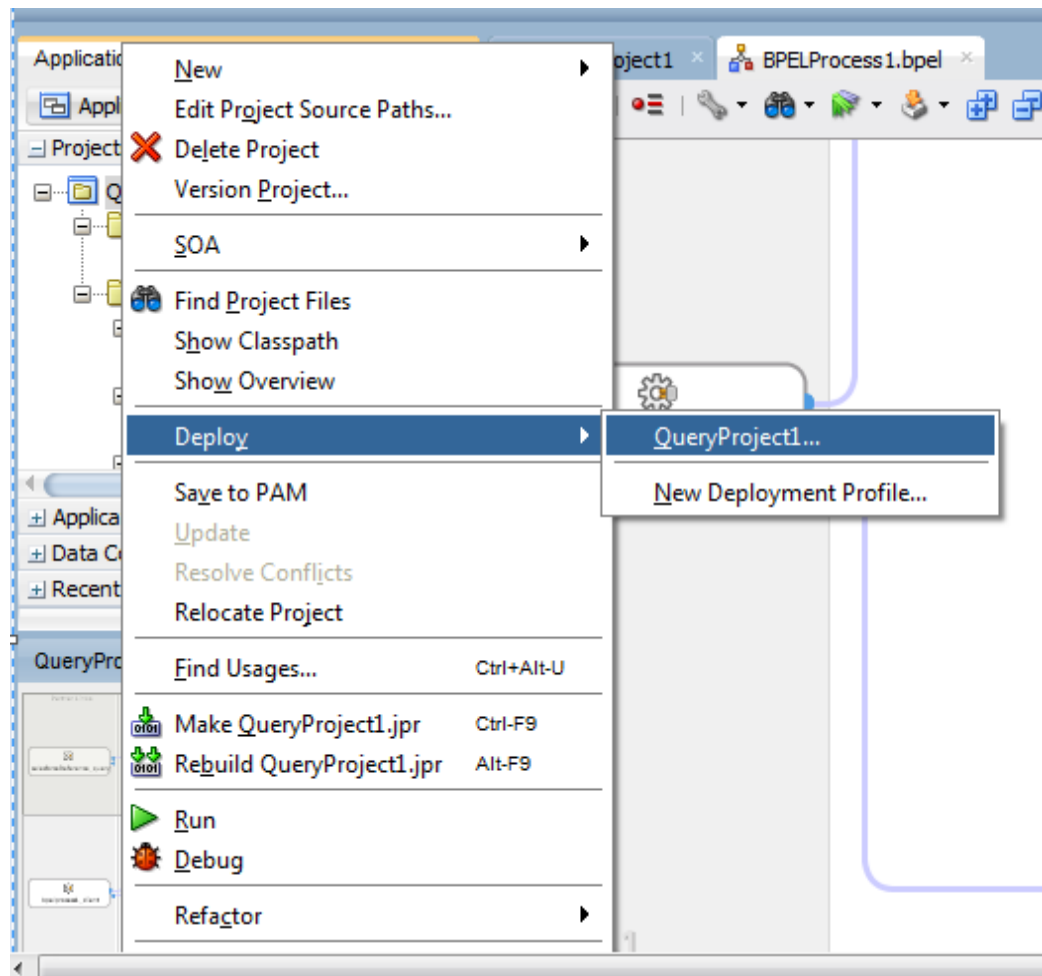 Applicatio
oject1
BPELProcess1.bpel
Appl
Project
Q
New
Edit Project Source Paths...
Delete Project
Version Project...
SOA
Find Project Files
Show Classpath
Show Overview
Deploy
QueryProject1...
New Deployment Profile...
Save to PAM
Update
Resolve Conflicts
Relocate Project
Applica
Data C
Recent
Find Usages... Ctrl+Alt-U
QueryPro
Make QueryProject1.jpr Ctrl-F9
Rebuild QueryProject1.jpr Alt-F9
Run
Debug
Refactor